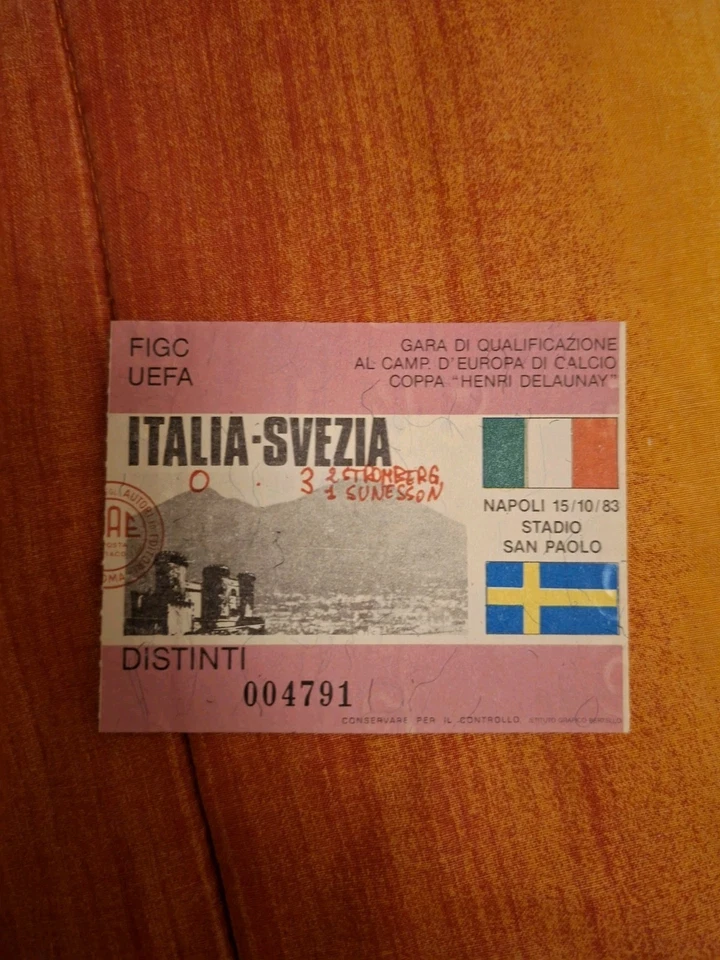 FIGC
UEFA
GARA DI QUALIFICAZIONE
AL CAMP. D'EUROPA DI CALCIO
COPPA "HENRI DELAUNAY"
ITALIA-SVEZIA
0 . 3 2 STROMBERG,
1 SUNESSON
NAPOLI 15/10/83
STADIO
SAN PAOLO
DISTINTI
004791
CONSERVARE PER IL CONTROLLO